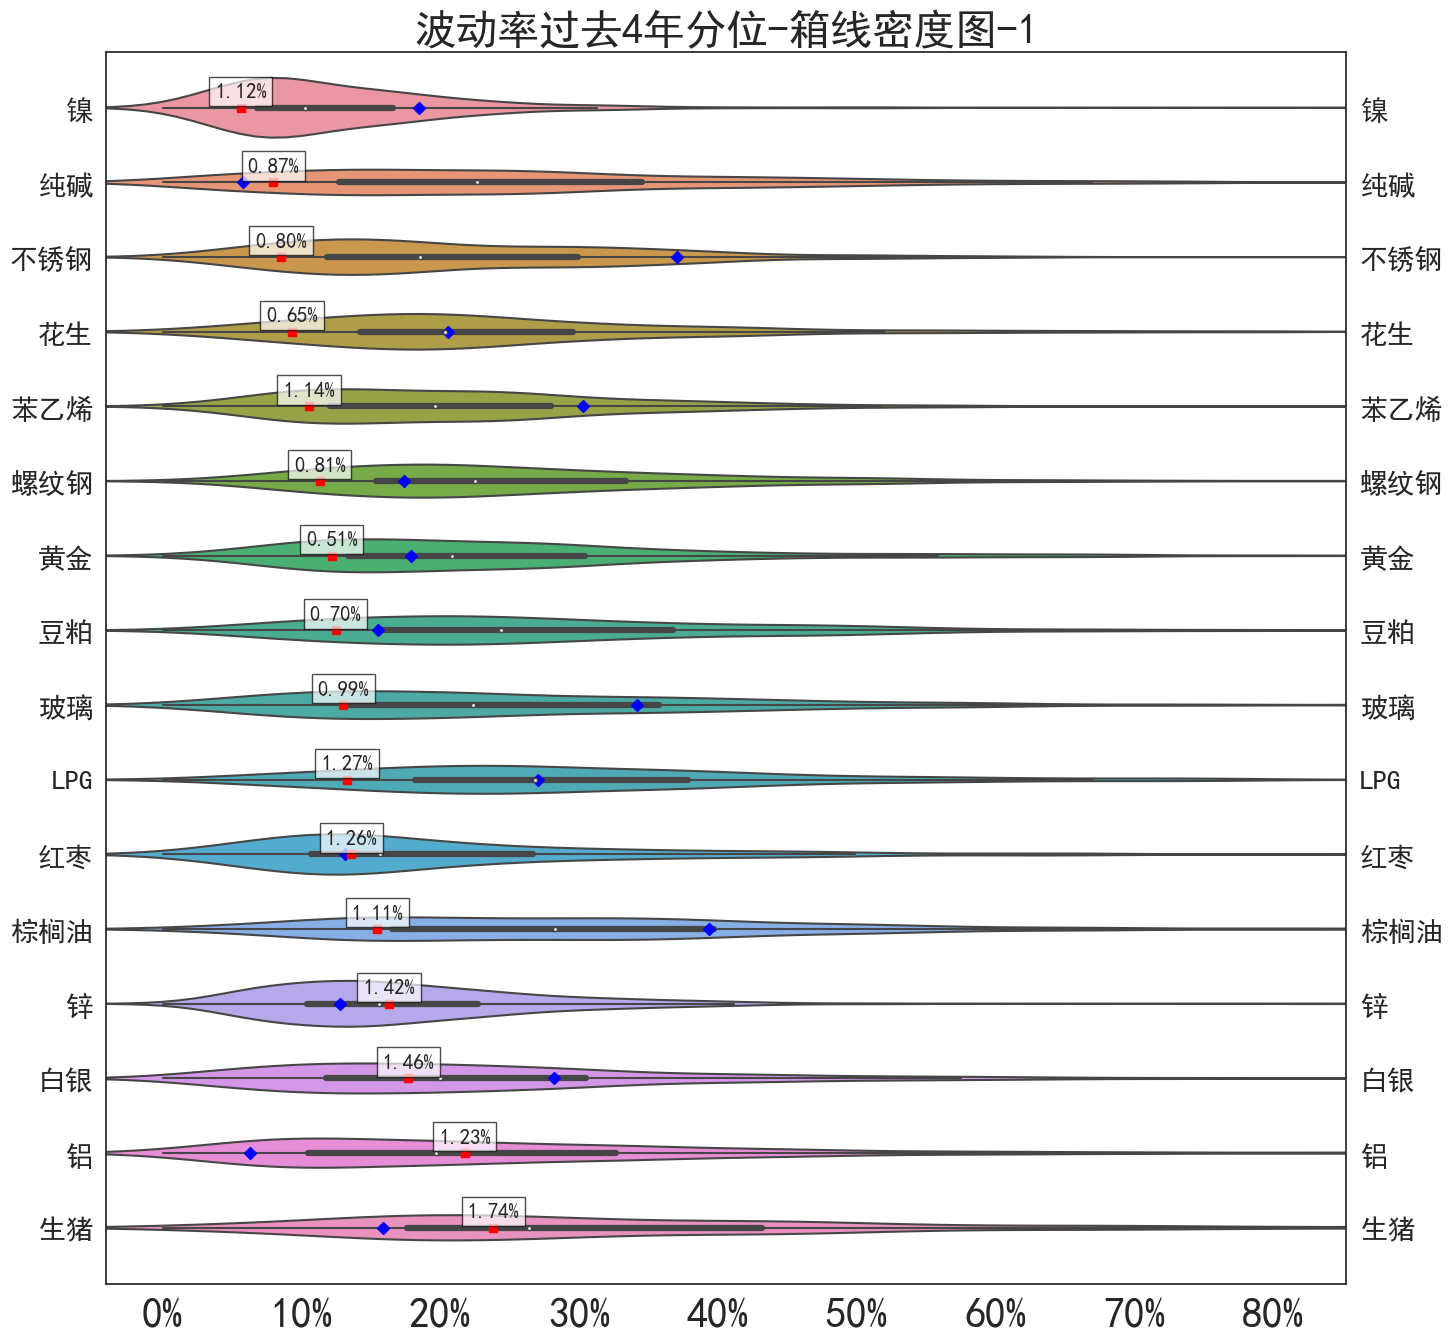 波动率过去4年分位-箱线密度图-1
镍 1.12% 镍
纯碱 0.87% 纯碱
不锈钢 0.80% 不锈钢
花生 0.65% 花生
苯乙烯 1.14% 苯乙烯
螺纹钢 0.81% 螺纹钢
黄金 0.51% 黄金
豆粕 0.70% 豆粕
玻璃 0.99% 玻璃
LPG 1.27% LPG
红枣 1.26% 红枣
棕榈油 1.11% 棕榈油
锌 1.42% 锌
白银 1.46% 白银
铝 1.23% 铝
生猪 1.74% 生猪
0% 10% 20% 30% 40% 50% 60% 70% 80%